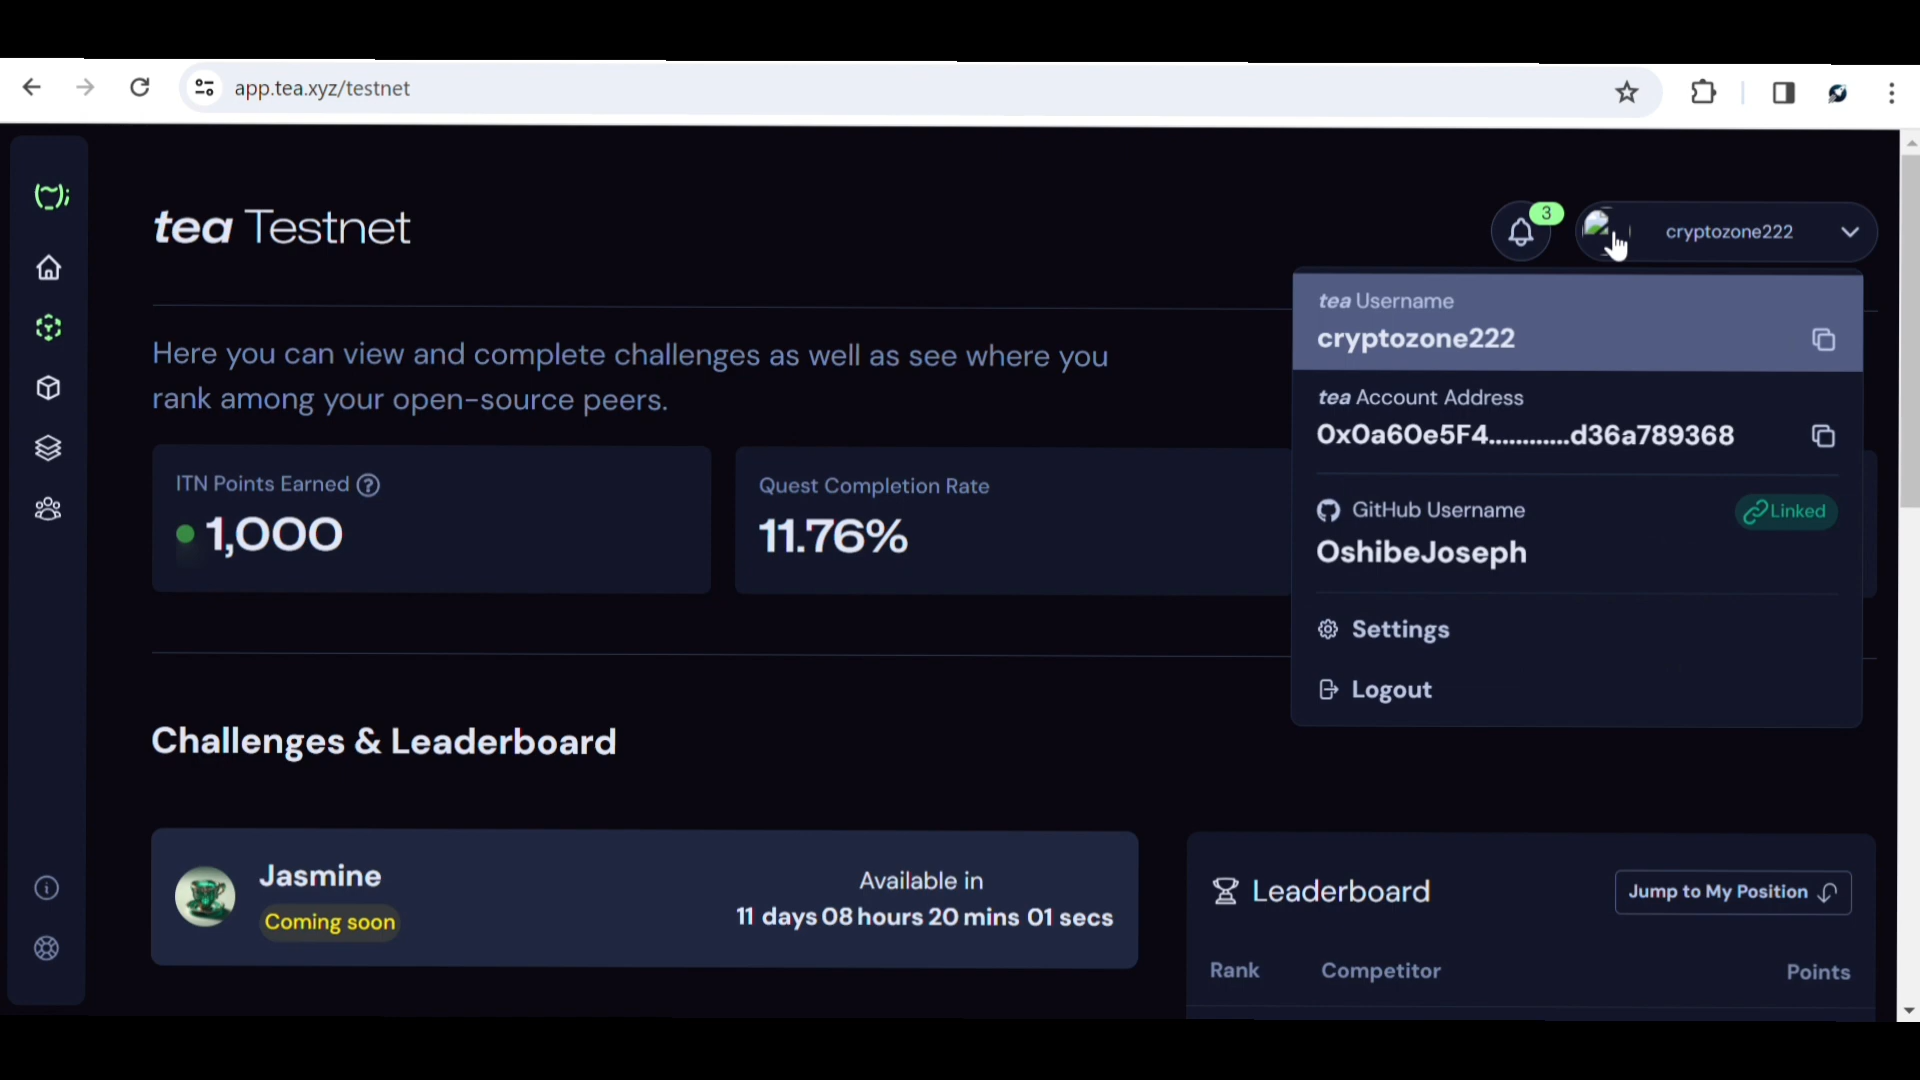 app.tea.xyz/testnet
tea Testnet
3
cryptozone222
Here you can view and complete challenges as well as see where you
rank among your open-source peers.
ITN Points Earned ?
1,000
Quest Completion Rate
11.76%
tea Username
cryptozone222
tea Account Address
0x0a60e5F4............d36a789368
GitHub Username
Linked
OshibeJoseph
Settings
Logout
Challenges & Leaderboard
Jasmine
Coming soon
Available in
11 days 08 hours 20 mins 01 secs
Leaderboard
Jump to My Position
Rank Competitor Points